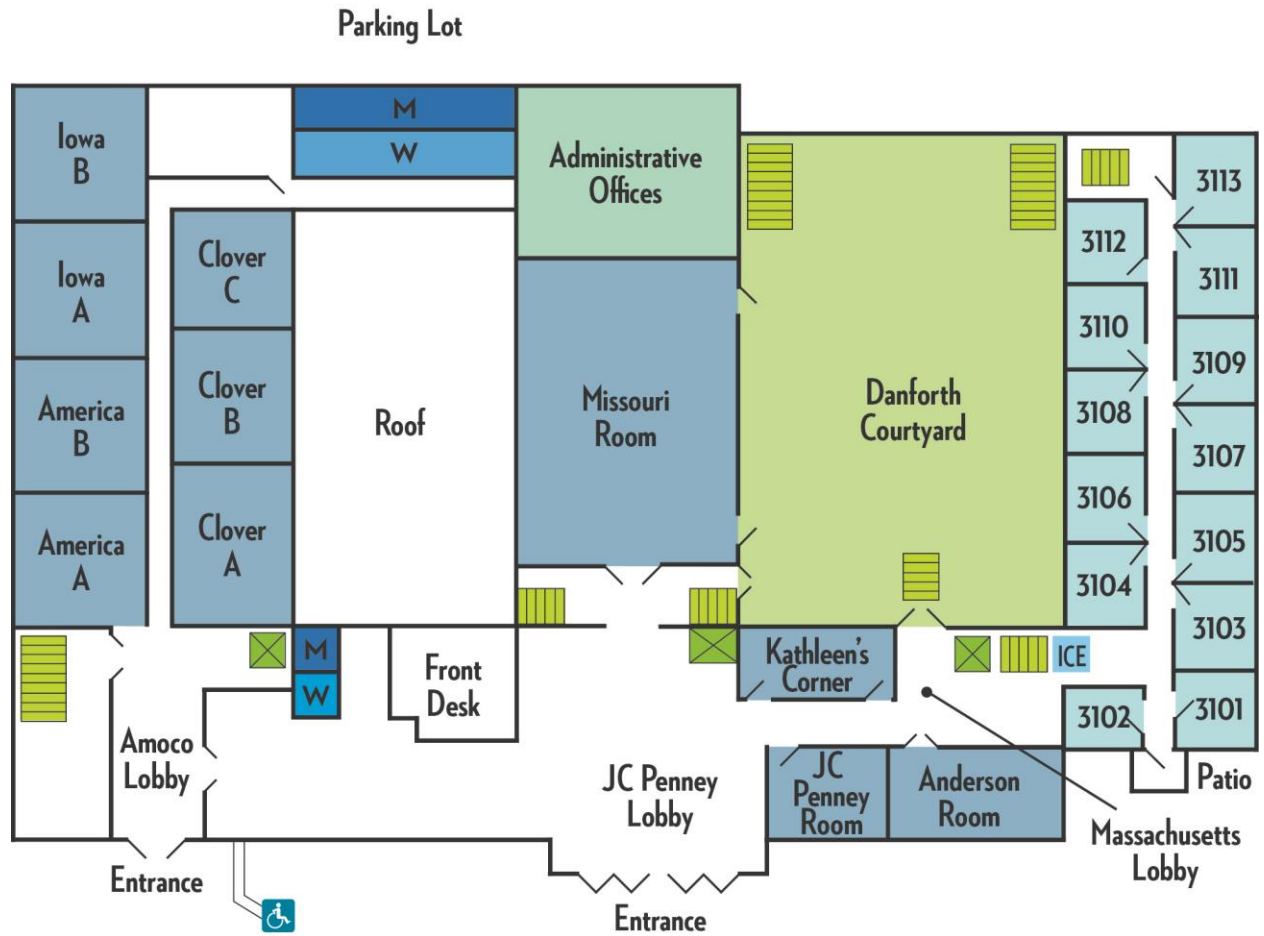 Parking Lot
Iowa
B
M
W
Administrative
Offices
3113
Iowa
A
Clover
C
3112
3111
America
B
Clover
B
Roof
Missouri
Room
Danforth
Courtyard
3110
3109
3108
3107
America
A
Clover
A
3106
3105
3104
3103
M
W
Front
Desk
Kathleen's
Corner
ICE
3102
3101
Amoco
Lobby
JC Penney
Lobby
JC
Penney
Room
Anderson
Room
Patio
Massachusetts
Lobby
Entrance
Entrance